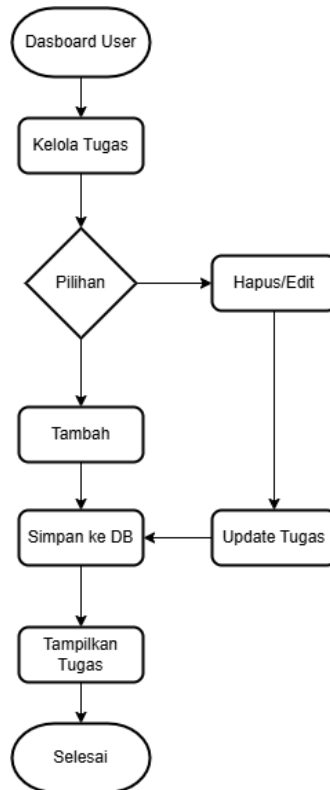 Dasboard User
Kelola Tugas
Pilihan
Hapus/Edit
Tambah
Simpan ke DB
Update Tugas
Tampilkan
Tugas
Selesai